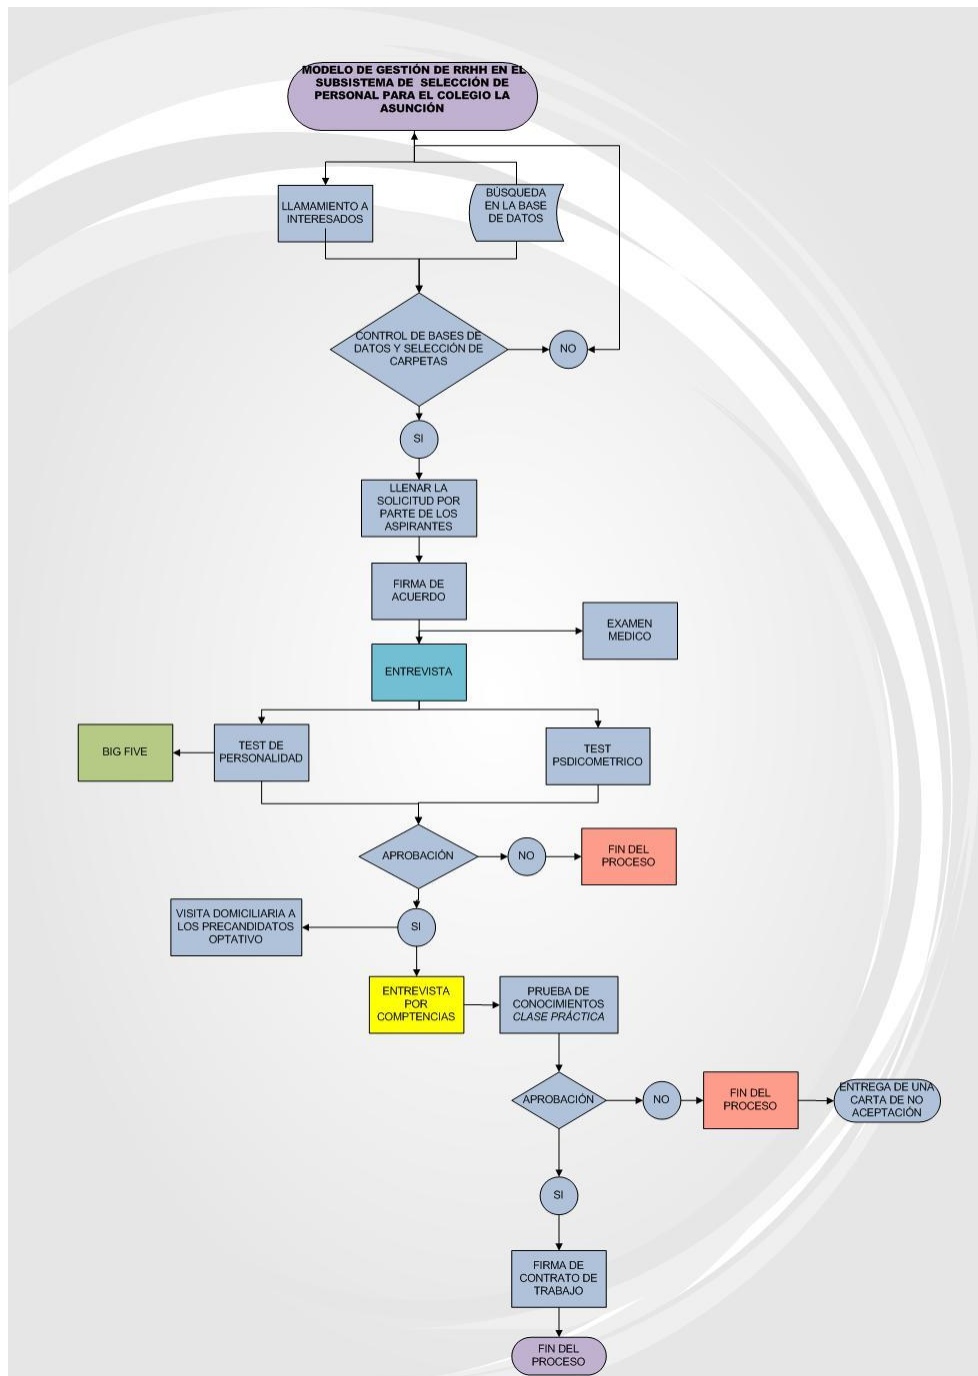 MODELO DE GESTIÓN DE RRHH EN EL
SUBSISTEMA DE SELECCIÓN DE
PERSONAL PARA EL COLEGIO LA
ASUNCIÓN
LLAMAMIENTO A
INTERESADOS
BÚSQUEDA
EN LA BASE
DE DATOS
CONTROL DE BASES DE
DATOS Y SELECCIÓN DE
CARPETAS
NO
SI
LLENAR LA
SOLICITUD POR
PARTE DE LOS
ASPIRANTES
FIRMA DE
ACUERDO
EXAMEN
MEDICO
ENTREVISTA
BIG FIVE
TEST DE
PERSONALIDAD
TEST
PSDICOMETRICO
APROBACIÓN
NO
FIN DEL
PROCESO
VISITA DOMICILIARIA A
LOS PRECANDIDATOS
OPTATIVO
SI
ENTREVISTA
POR
COMPTENCIAS
PRUEBA DE
CONOCIMIENTOS
CLASE PRÁCTICA
APROBACIÓN
NO
FIN DEL
PROCESO
ENTREGA DE UNA
CARTA DE NO
ACEPTACIÓN
SI
FIRMA DE
CONTRATO DE
TRABAJO
FIN DEL
PROCESO